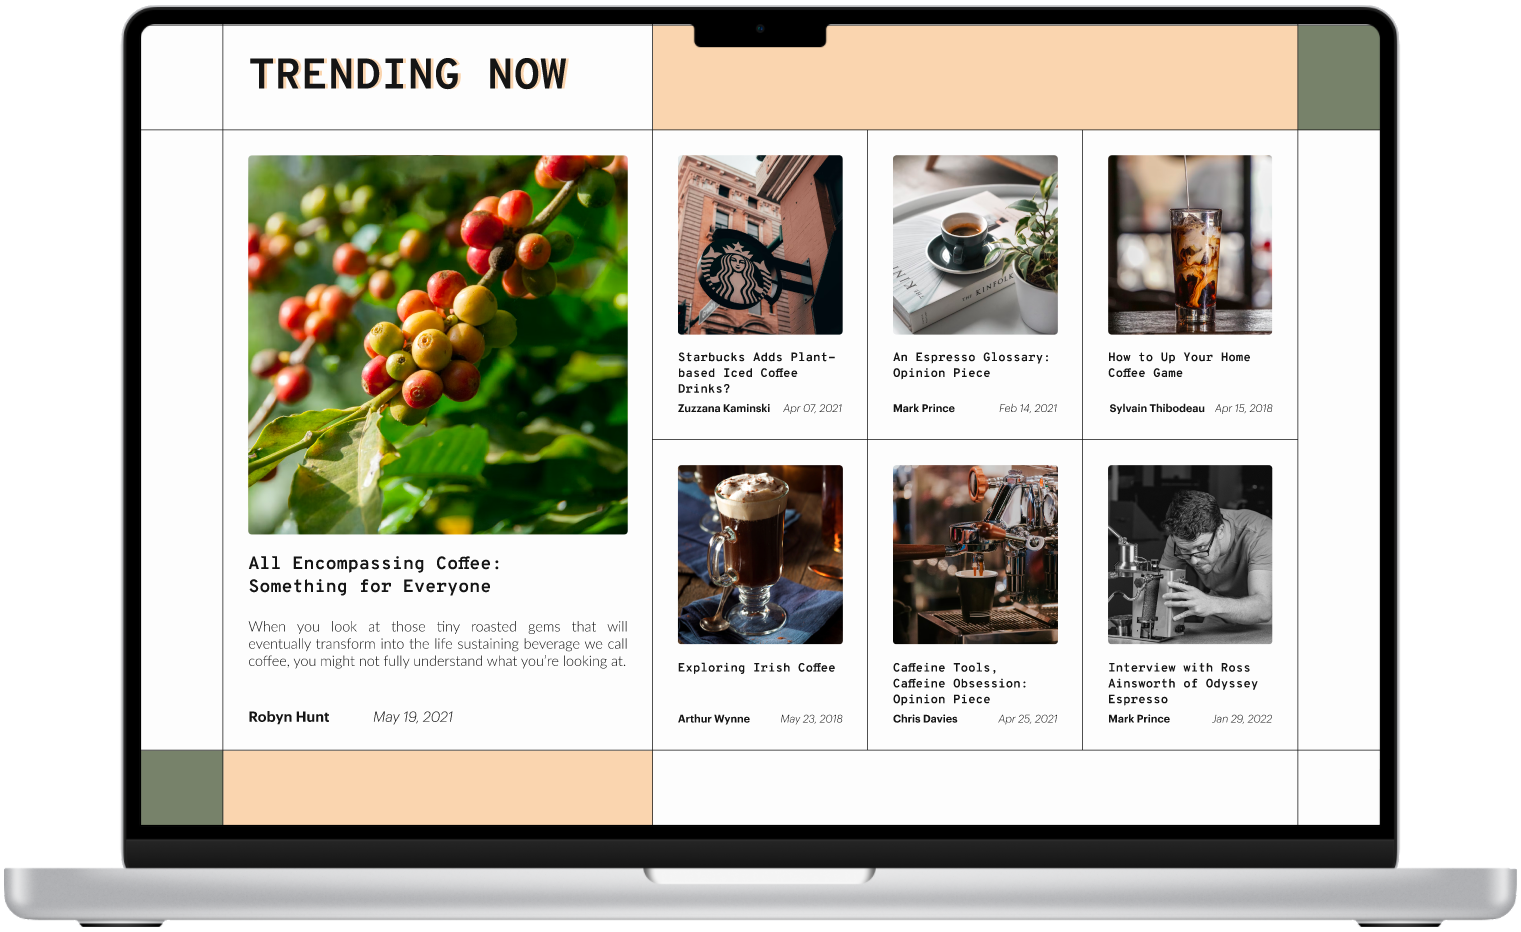 TRENDING NOW
All Encompassing Coffee:
Something for Everyone
When you look at those tiny roasted gems that will
eventually transform into the life sustaining beverage we call
coffee, you might not fully understand what you're looking at.
Robyn Hunt May 19, 2021
Starbucks Adds Plant-
based Iced Coffee
Drinks?
Zuzzana Kaminski Apr 07, 2021
THE KINFOLK
An Espresso Glossary:
Opinion Piece
Mark Prince Feb 14, 2021
How to Up Your Home
Coffee Game
Sylvain Thibodeau Apr 15, 2018
Exploring Irish Coffee
Arthur Wynne May 23, 2018
Caffeine Tools,
Caffeine Obsession:
Opinion Piece
Chris Davies Apr 25, 2021
Interview with Ross
Ainsworth of Odyssey
Espresso
Mark Prince Jan 29, 2022